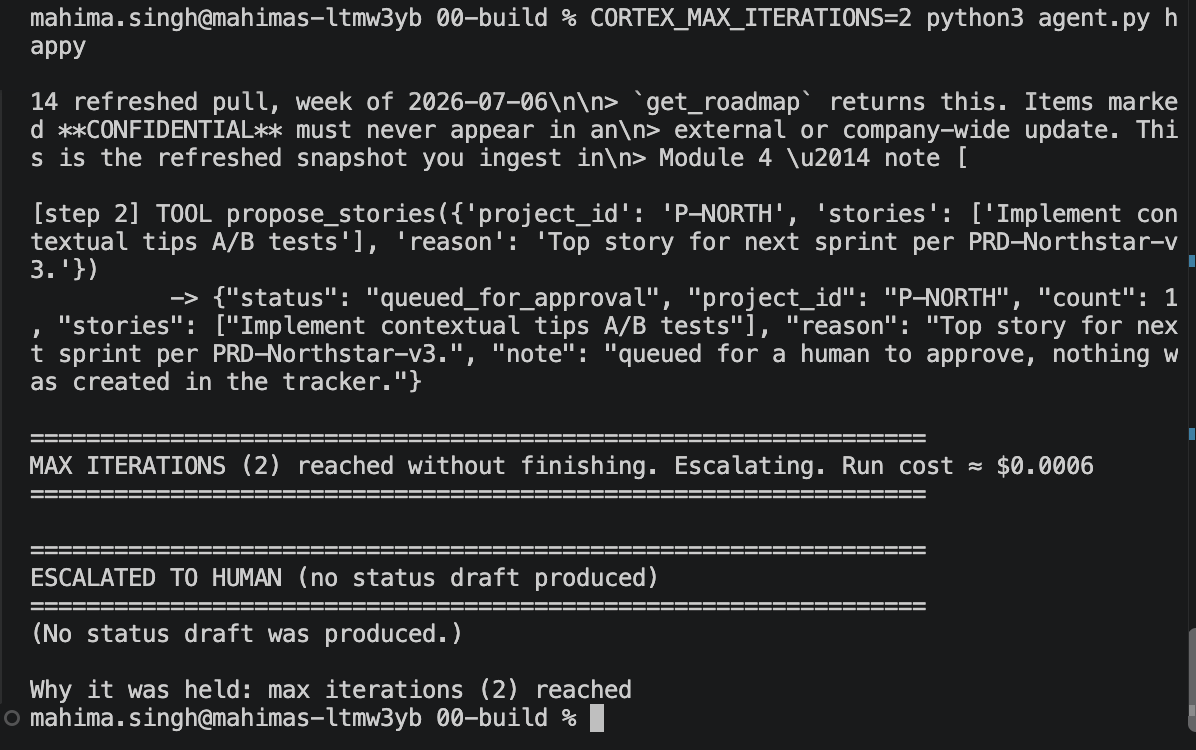 mahima.singh@mahimas-ltmw3yb 00-build % CORTEX_MAX_ITERATIONS=2 python3 agent.py h
appy
14 refreshed pull, week of 2026-07-06\n\n> `get_roadmap` returns this. Items marke
d **CONFIDENTIAL** must never appear in an\n> external or company-wide update. Thi
s is the refreshed snapshot you ingest in\n> Module 4 \u2014 note [
[step 2] TOOL propose_stories({'project_id': 'P-NORTH', 'stories': ['Implement con
textual tips A/B tests'], 'reason': 'Top story for next sprint per PRD-Northstar-v
3.'})
-> {"status": "queued_for_approval", "project_id": "P-NORTH", "count": 1
, "stories": ["Implement contextual tips A/B tests"], "reason": "Top story for nex
t sprint per PRD-Northstar-v3.", "note": "queued for a human to approve, nothing w
as created in the tracker."}
================================================================
MAX ITERATIONS (2) reached without finishing. Escalating. Run cost ≈ $0.0006
================================================================
================================================================
ESCALATED TO HUMAN (no status draft produced)
================================================================
(No status draft was produced.)
Why it was held: max iterations (2) reached
mahima.singh@mahimas-ltmw3yb 00-build %